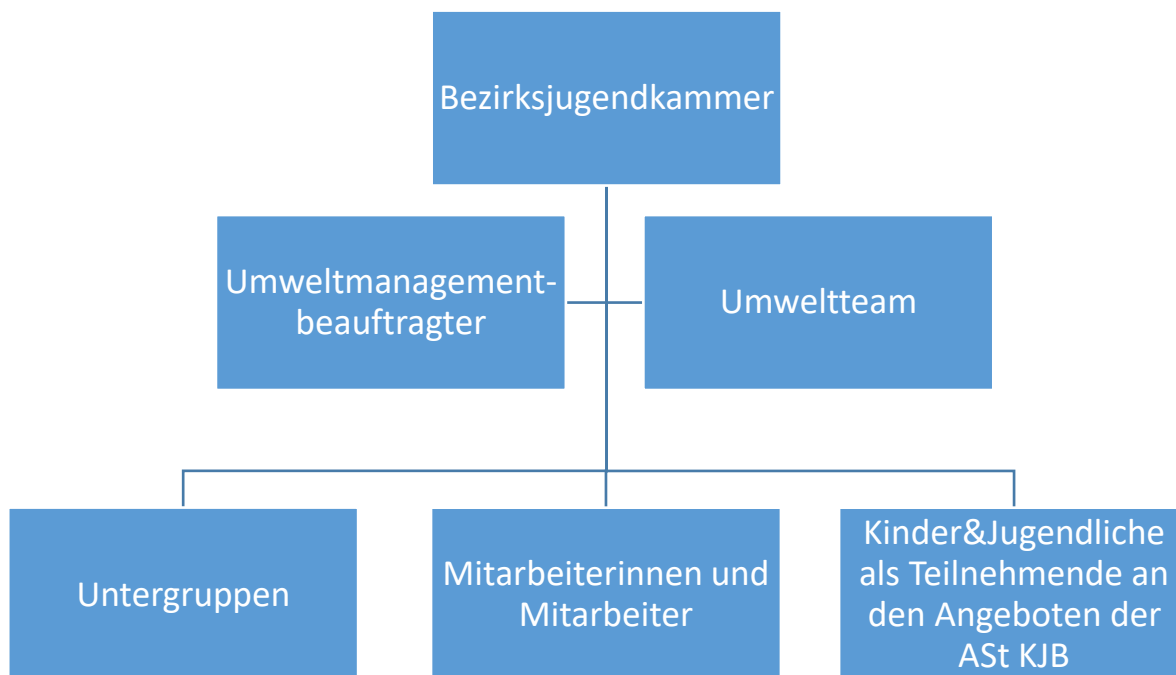 Bezirksjugendkammer
Umweltmanagement-
beauftragter
Umweltteam
Untergruppen
Mitarbeiterinnen und
Mitarbeiter
Kinder&Jugendliche
als Teilnehmende an
den Angeboten der
ASt KJB